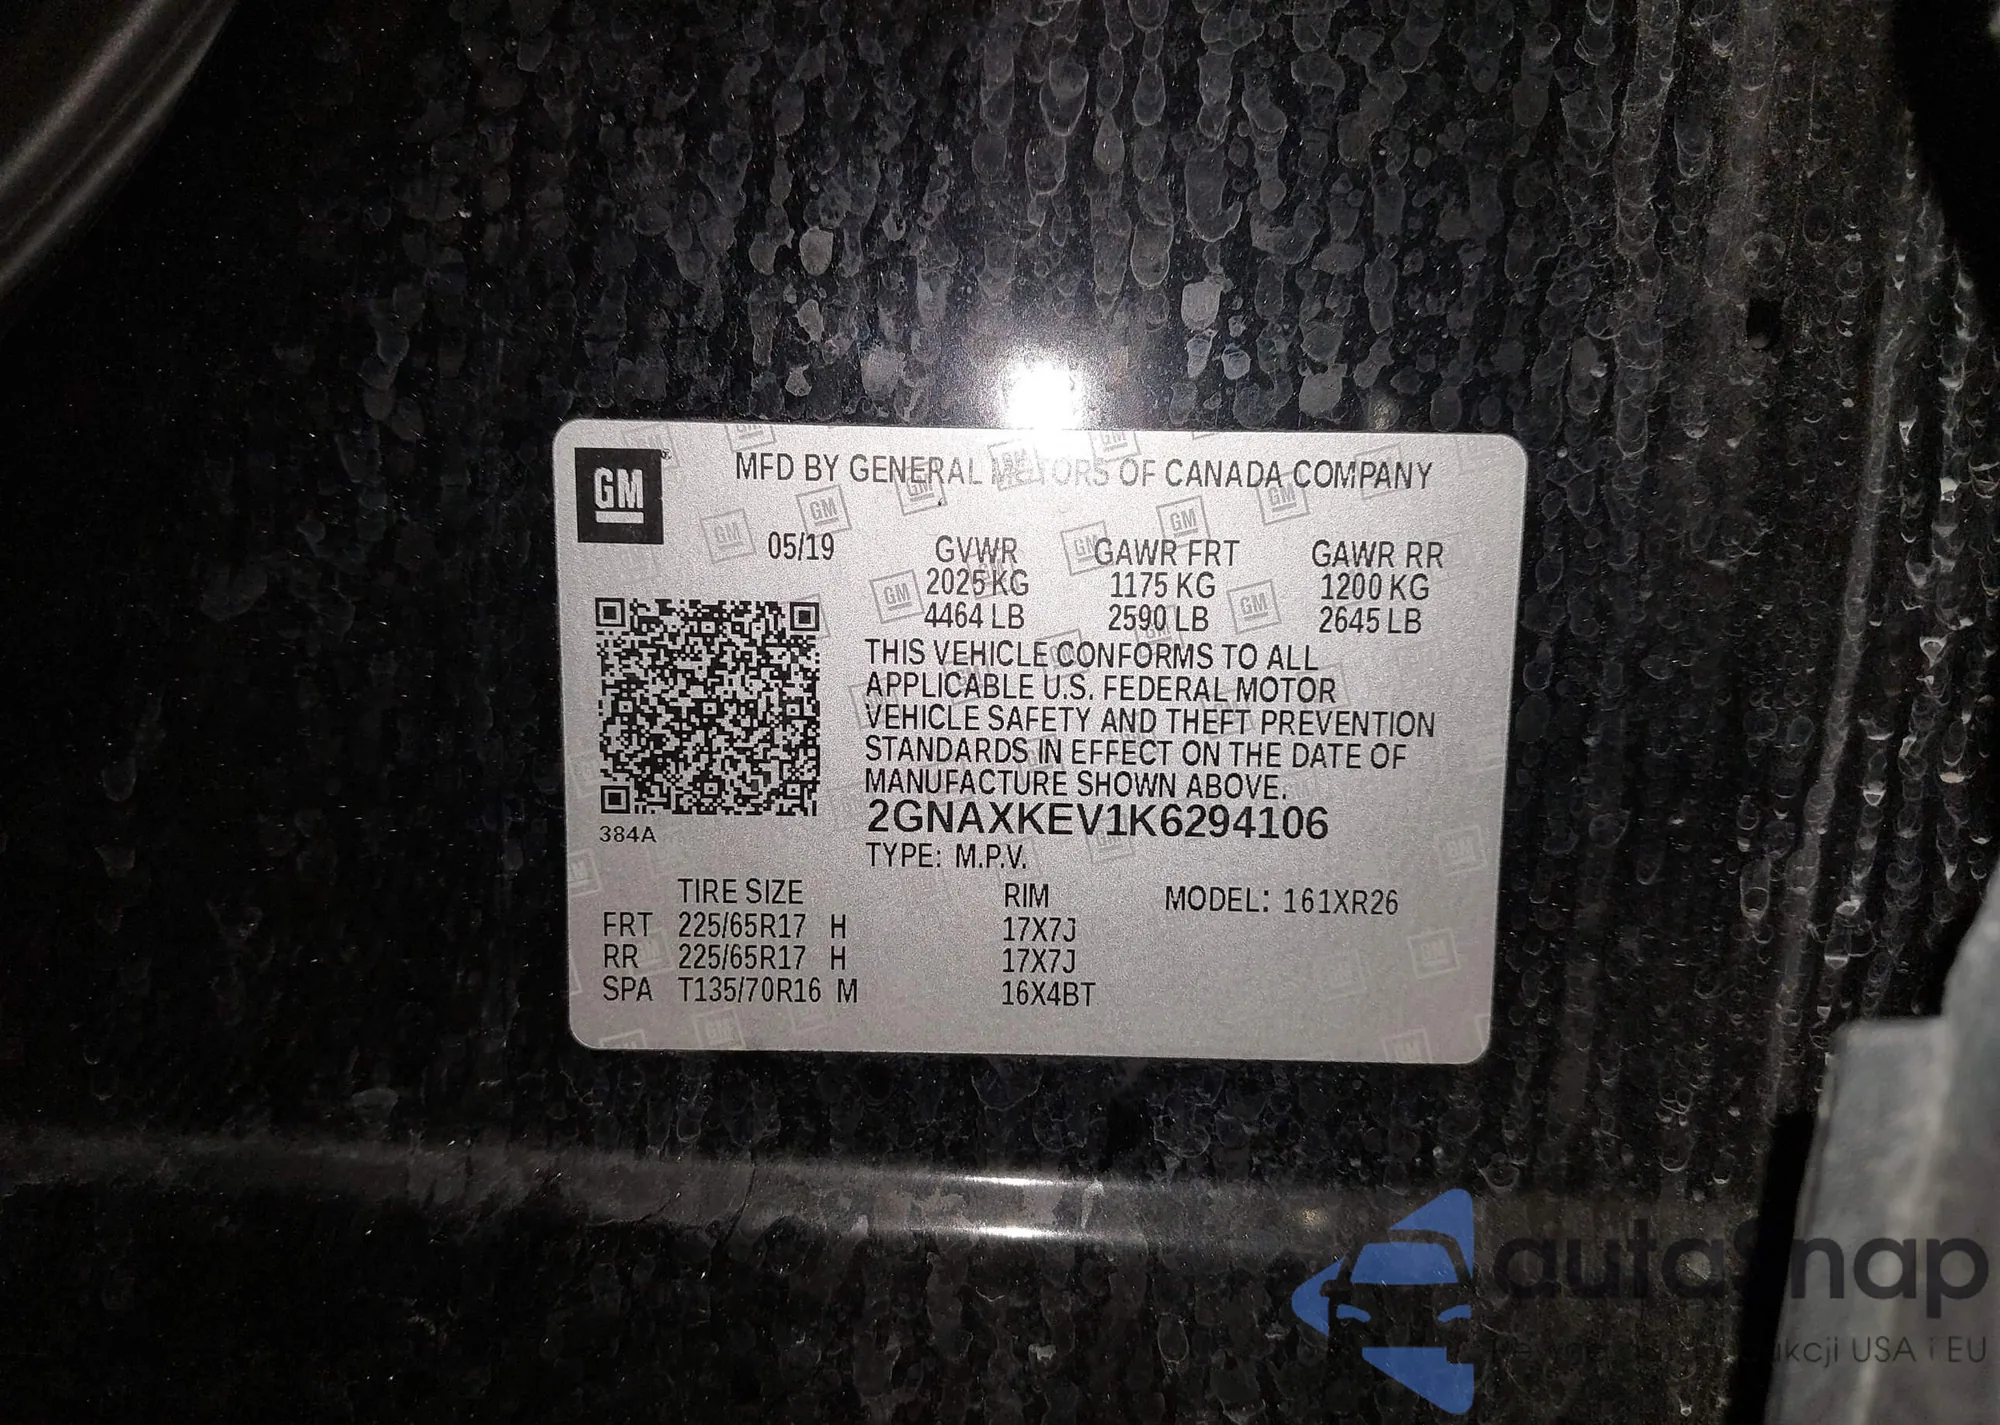 GM
MFD BY GENERAL MOTORS OF CANADA COMPANY
05/19 GVWR GAWR FRT GAWR RR
2025 KG 1175 KG 1200 KG
4464 LB 2590 LB 2645 LB
THIS VEHICLE CONFORMS TO ALL
APPLICABLE U.S. FEDERAL MOTOR
VEHICLE SAFETY AND THEFT PREVENTION
STANDARDS IN EFFECT ON THE DATE OF
MANUFACTURE SHOWN ABOVE.
2GNAXKEV1K6294106
384A
TYPE: M.P.V.
TIRE SIZE RIM MODEL: 161XR26
FRT 225/65R17 H 17X7J
RR 225/65R17 H 17X7J
SPA T135/70R16 M 16X4BT
autoSnap
USA i EU